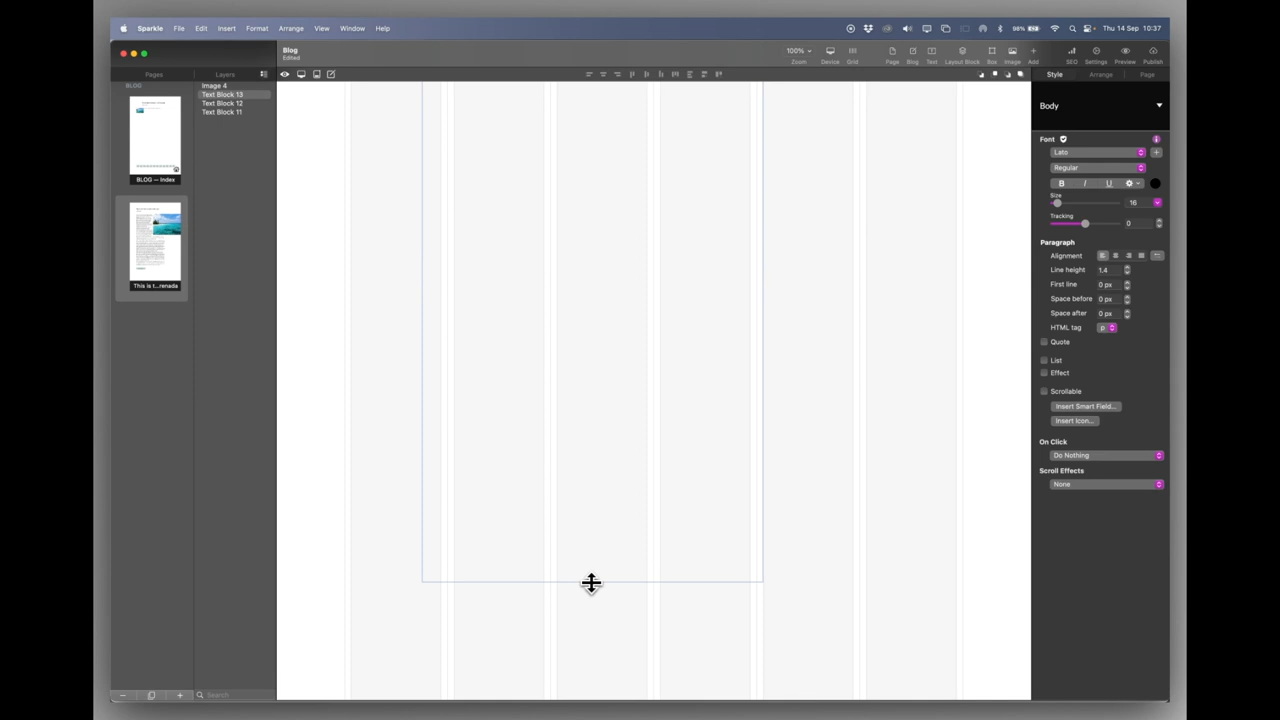 Sparkle File Edit Insert Format Arrange View Window Help
98% Thu 14 Sep 10:37
Blog
Edited
100%
Zoom Device Grid Page Blog Text Layout Block Box Image Add SEO Settings Preview Publish
Pages Layers Style Arrange Page
BLOG
Image 4
Text Block 13
Text Block 12
Text Block 11
BLOG — Index
This is t...renada
Body
Font
Lato
Regular
B I U
Size
16
Tracking
0
Paragraph
Alignment
Line height 1.4
First line 0 px
Space before 0 px
Space after 0 px
HTML tag p
Quote
List
Effect
Scrollable
Insert Smart Field...
Insert Icon...
On Click
Do Nothing
Scroll Effects
None
Search